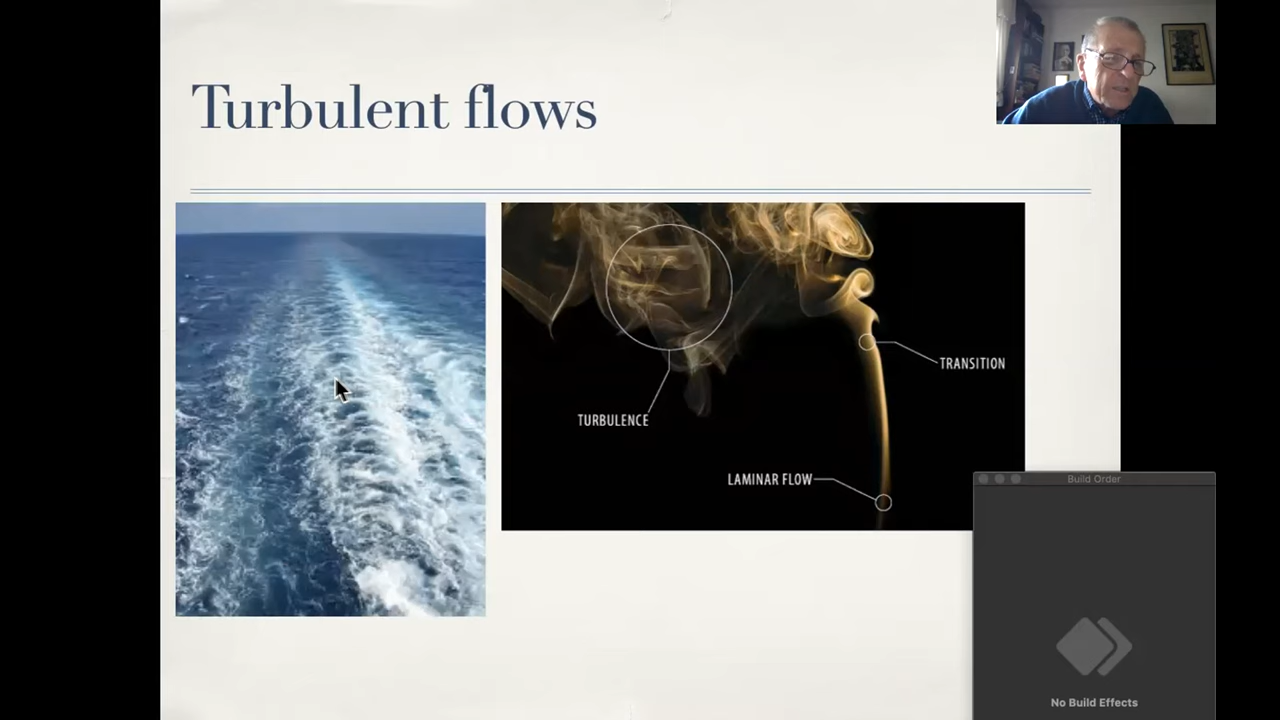 Turbulent flows
TRANSITION
TURBULENCE
LAMINAR FLOW
Build Order
No Build Effects